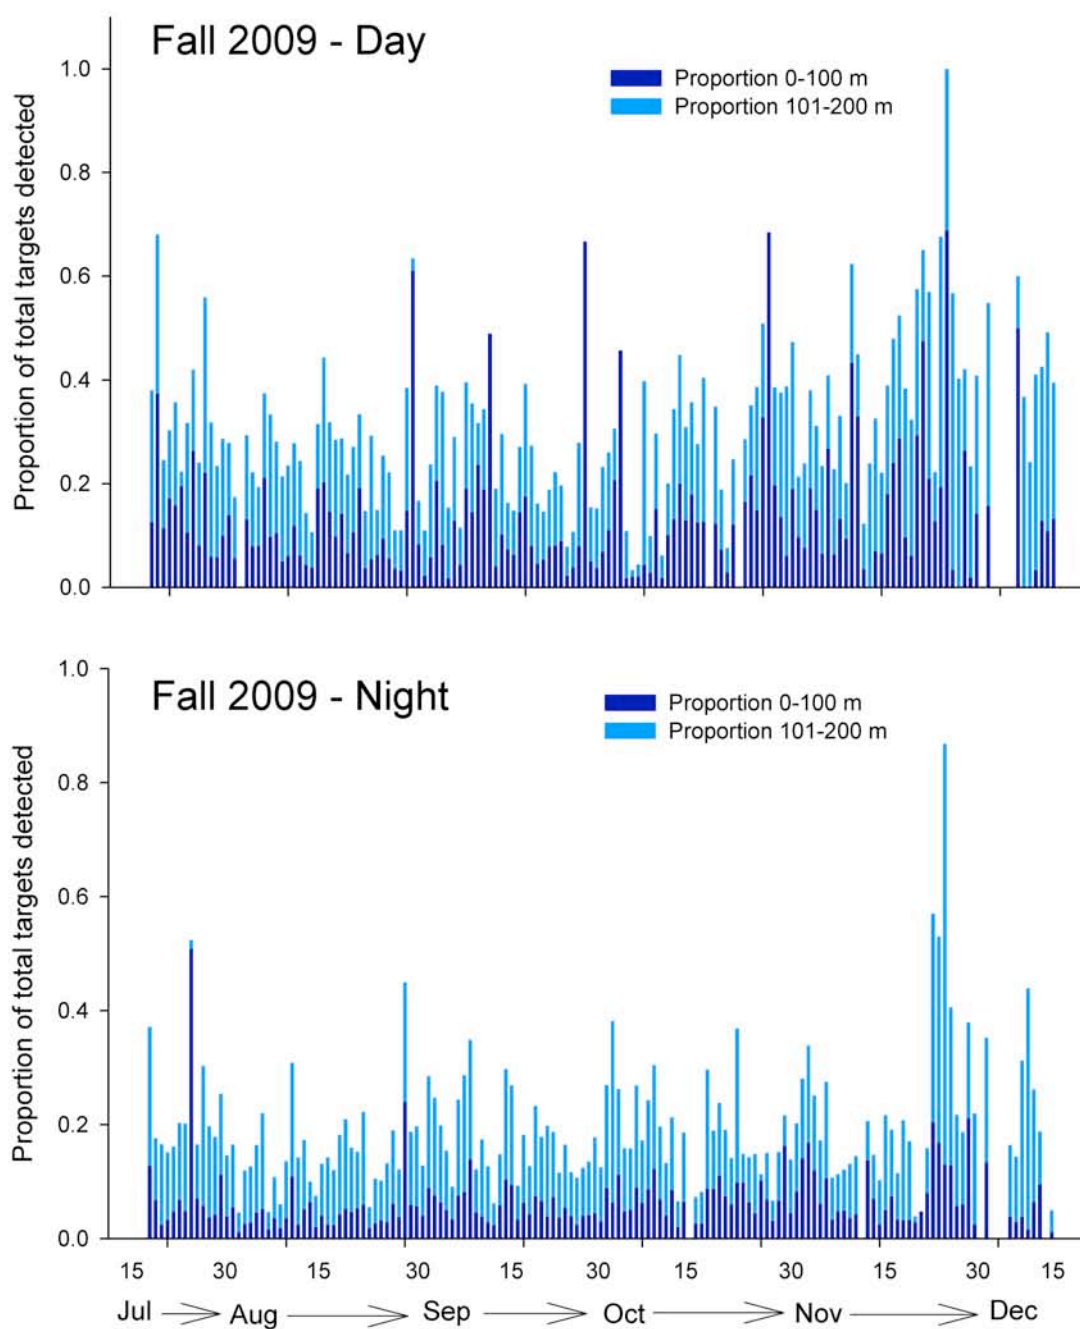 Fall 2009 - Day
Proportion 0-100 m
Proportion 101-200 m
Proportion of total targets detected
1.0
0.8
0.6
0.4
0.2
0.0
Fall 2009 - Night
Proportion 0-100 m
Proportion 101-200 m
Proportion of total targets detected
1.0
0.8
0.6
0.4
0.2
0.0
15 30 15 30 15 30 15 30 15 30 15
Jul Aug Sep Oct Nov Dec